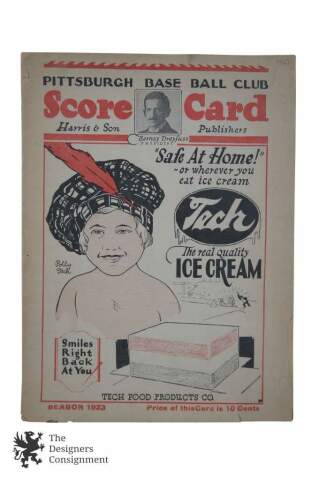 PITTSBURGH BASE BALL CLUB
Score Card
Harris & Son Publishers
Barney Dreyfuss
PRESIDENT
"Safe At Home!"
-or wherever you
eat ice cream
Tech
The real quality
ICE CREAM
Polly
Tech
Smiles
Right
Back
At You
TECH FOOD PRODUCTS CO.
SEASON 1923 Price of this Card is 10 Cents
The
Designers
Consignment